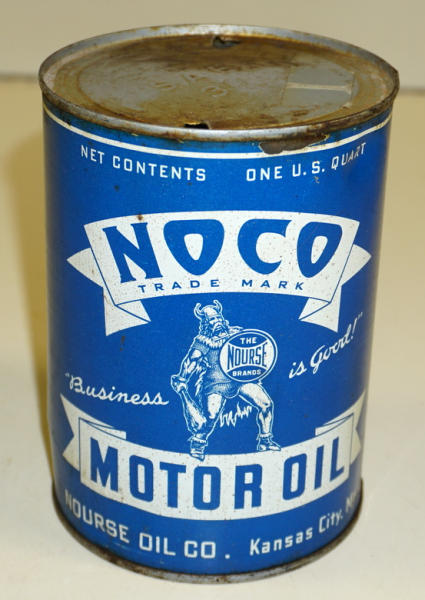 NET CONTENTS ONE U.S. QUART
NOCO
TRADE MARK
THE
NOURSE
BRANDS
"Business is Good!"
MOTOR OIL
NOURSE OIL CO. Kansas City,